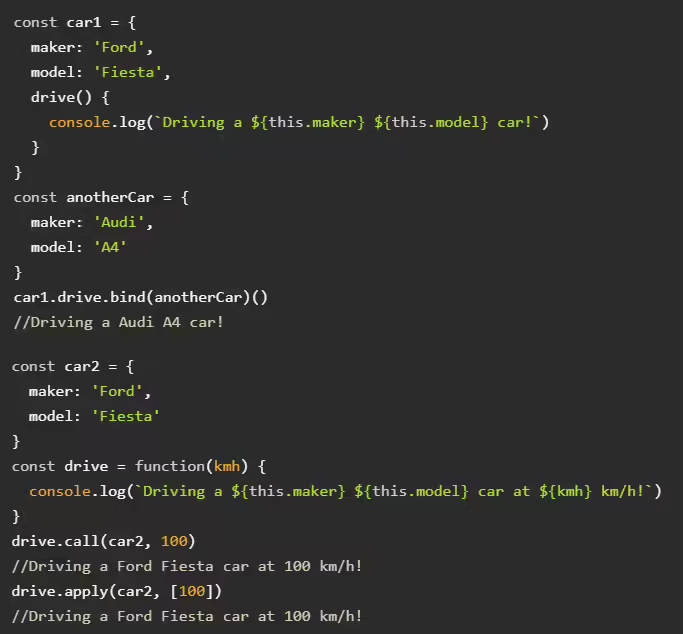 const car1 = {
  maker: 'Ford',
  model: 'Fiesta',
  drive() {
    console.log(`Driving a ${this.maker} ${this.model} car!`)
  }
}
const anotherCar = {
  maker: 'Audi',
  model: 'A4'
}
car1.drive.bind(anotherCar)()
//Driving a Audi A4 car!
const car2 = {
  maker: 'Ford',
  model: 'Fiesta'
}
const drive = function(kmh) {
  console.log(`Driving a ${this.maker} ${this.model} car at ${kmh} km/h!`)
}
drive.call(car2, 100)
//Driving a Ford Fiesta car at 100 km/h!
drive.apply(car2, [100])
//Driving a Ford Fiesta car at 100 km/h!